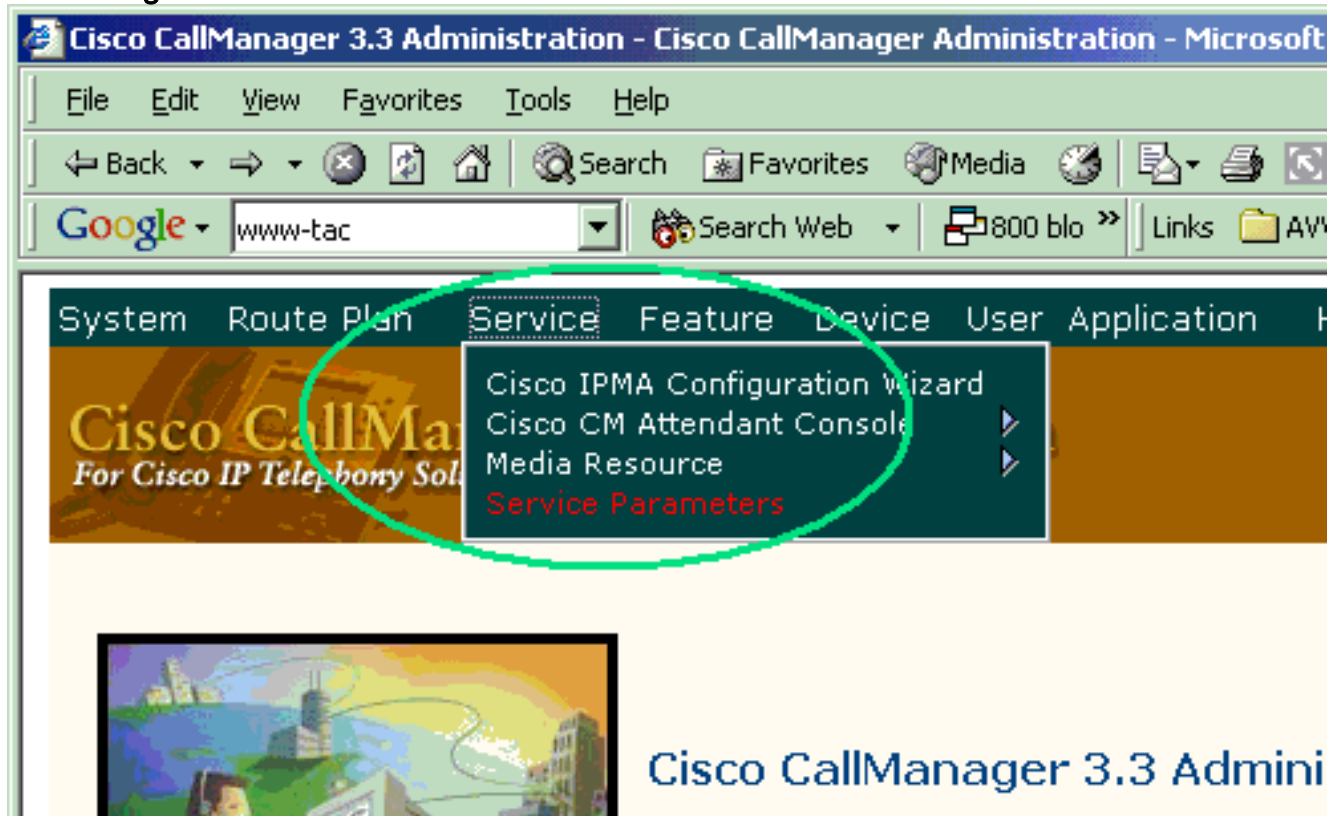 Cisco CallManager 3.3 Administration - Cisco CallManager Administration - Microsoft
File Edit View Favorites Tools Help
Back Search Favorites Media
Google www-tac Search Web 800 blo » Links
System Route Plan Service Feature Device User Application
Cisco IPMA Configuration Wizard
Cisco CM Attendant Console
Media Resource
Service Parameters
Cisco
For Cisco IP Telephony
Cisco CallManager 3.3